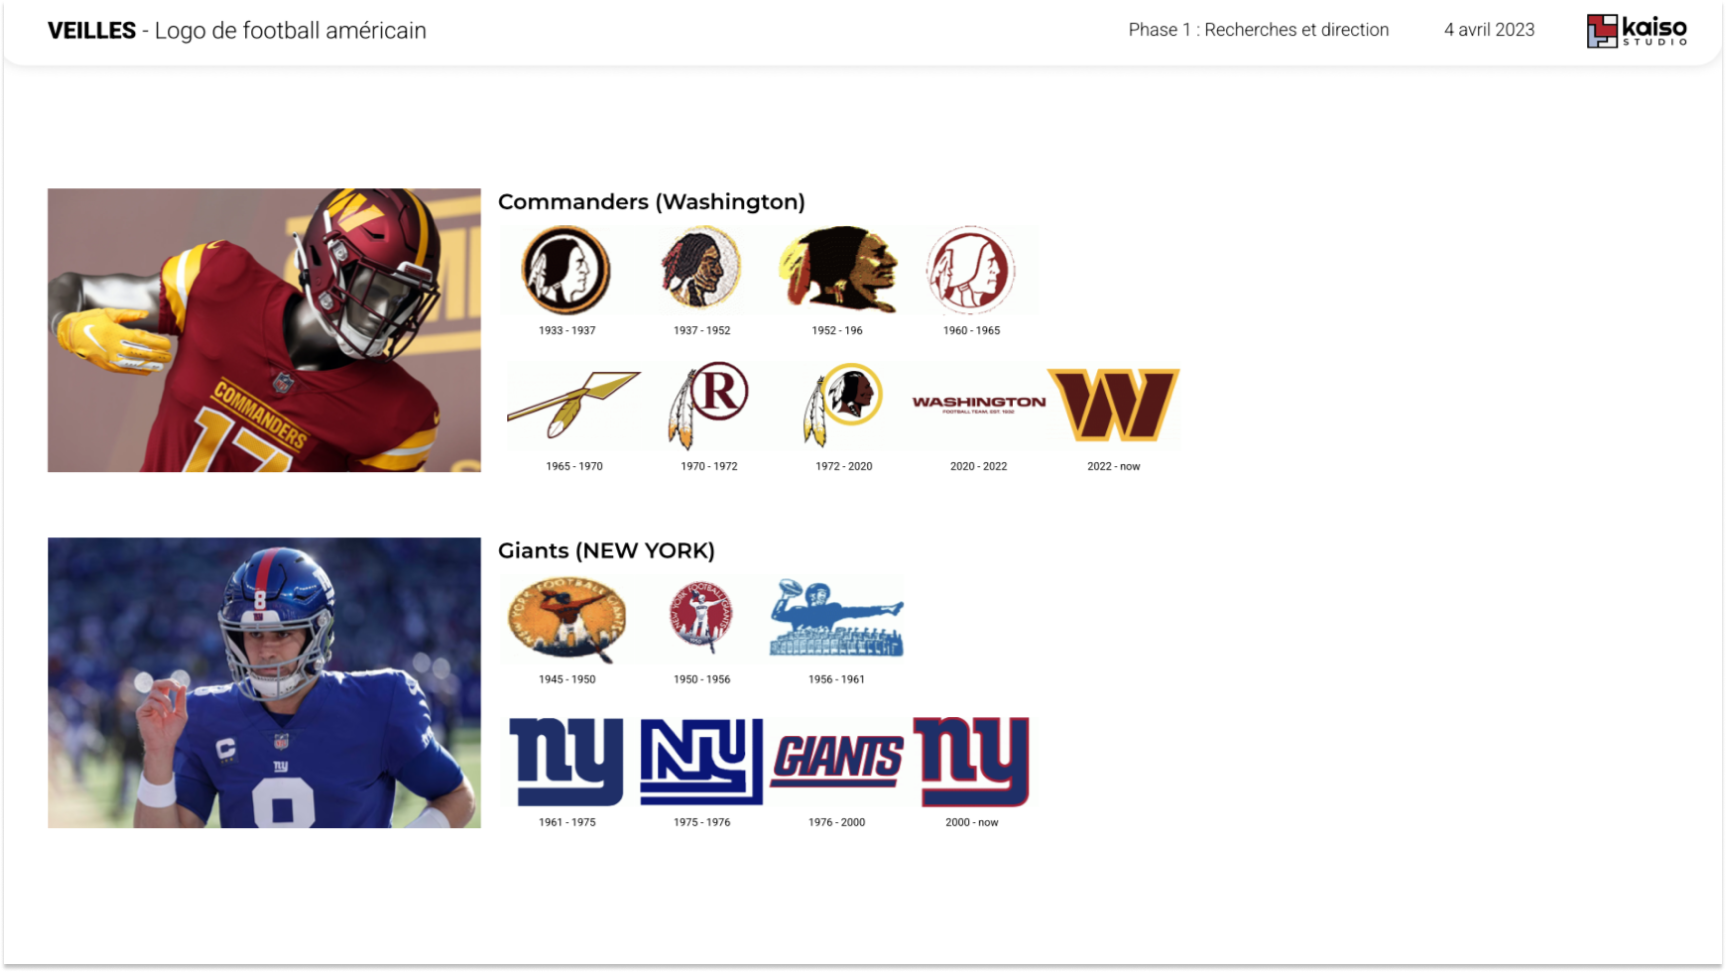 VEILLES - Logo de football américain
Phase 1 : Recherches et direction
4 avril 2023
kaiso
STUDIO
COMMANDERS
17
Commanders (Washington)
1933 - 1937
1937 - 1952
1952 - 196
1960 - 1965
R
WASHINGTON
FOOTBALL TEAM, EST. 1932
W
1965 - 1970
1970 - 1972
1972 - 2020
2020 - 2022
2022 - now
8
C
ny
8
Giants (NEW YORK)
NEW YORK FOOTBALL GIANTS
NEW YORK FOOTBALL GIANTS
1945 - 1950
1950 - 1956
1956 - 1961
ny
NY
GIANTS
ny
1961 - 1975
1975 - 1976
1976 - 2000
2000 - now